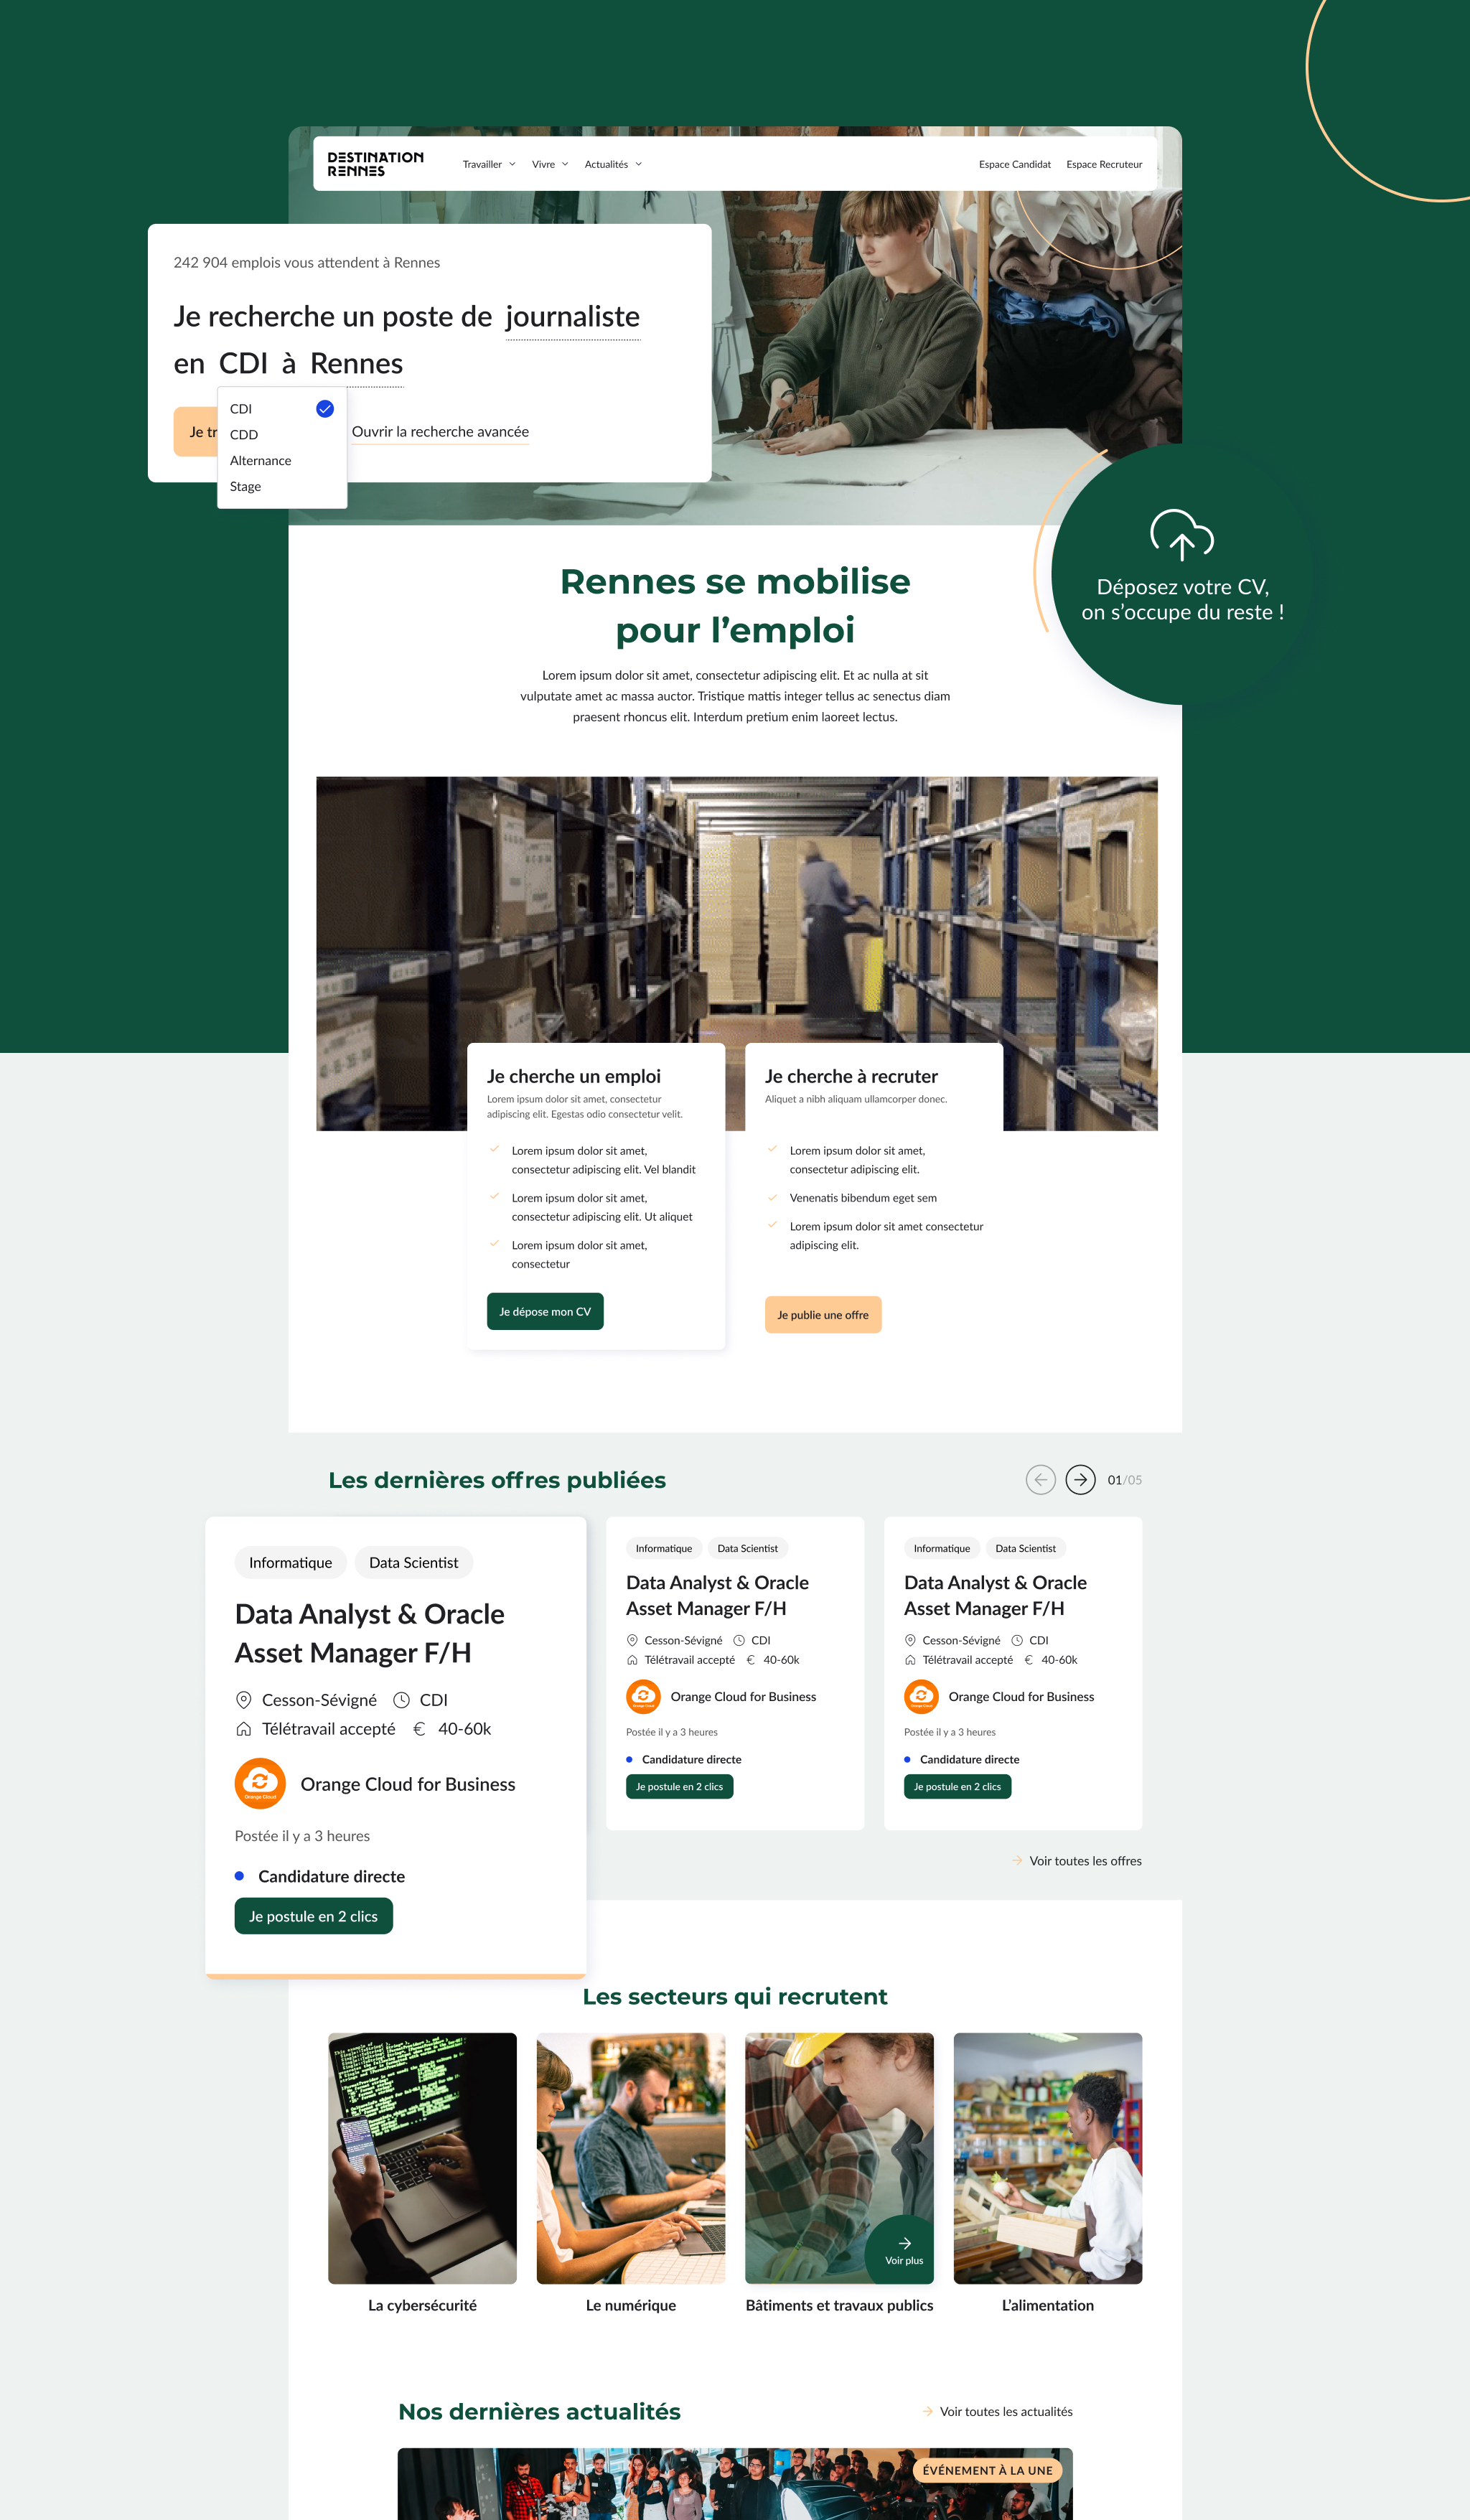 DESTINATION
RENNES
Travailler
Vivre
Actualités
Espace Candidat
Espace Recruteur
242 904 emplois vous attendent à Rennes
Je recherche un poste de journaliste
en CDI à Rennes
CDI
CDD
Alternance
Stage
Je tr
Ouvrir la recherche avancée
Déposez votre CV,
on s’occupe du reste !
Rennes se mobilise
pour l’emploi
Lorem ipsum dolor sit amet, consectetur adipiscing elit. Et ac nulla at sit
vulputate amet ac massa auctor. Tristique mattis integer tellus ac senectus diam
praesent rhoncus elit. Interdum pretium enim laoreet lectus.
Je cherche un emploi
Lorem ipsum dolor sit amet, consectetur
adipiscing elit. Egestas odio consectetur velit.
Lorem ipsum dolor sit amet,
consectetur adipiscing elit. Vel blandit
Lorem ipsum dolor sit amet,
consectetur adipiscing elit. Ut aliquet
Lorem ipsum dolor sit amet,
consectetur
Je dépose mon CV
Je cherche à recruter
Aliquet a nibh aliquam ullamcorper donec.
Lorem ipsum dolor sit amet,
consectetur adipiscing elit.
Venenatis bibendum eget sem
Lorem ipsum dolor sit amet consectetur
adipiscing elit.
Je publie une offre
Les dernières offres publiées
01/05
Informatique
Data Scientist
Data Analyst & Oracle
Asset Manager F/H
Cesson-Sévigné
CDI
Télétravail accepté
€ 40-60k
Orange Cloud
Orange Cloud for Business
Postée il y a 3 heures
Candidature directe
Je postule en 2 clics
Informatique
Data Scientist
Data Analyst & Oracle
Asset Manager F/H
Cesson-Sévigné
CDI
Télétravail accepté
€ 40-60k
Orange Cloud
Orange Cloud for Business
Postée il y a 3 heures
Candidature directe
Je postule en 2 clics
Informatique
Data Scientist
Data Analyst & Oracle
Asset Manager F/H
Cesson-Sévigné
CDI
Télétravail accepté
€ 40-60k
Orange Cloud
Orange Cloud for Business
Postée il y a 3 heures
Candidature directe
Je postule en 2 clics
Voir toutes les offres
Les secteurs qui recrutent
Voir plus
La cybersécurité
Le numérique
Bâtiments et travaux publics
L’alimentation
Nos dernières actualités
Voir toutes les actualités
ÉVÉNEMENT À LA UNE